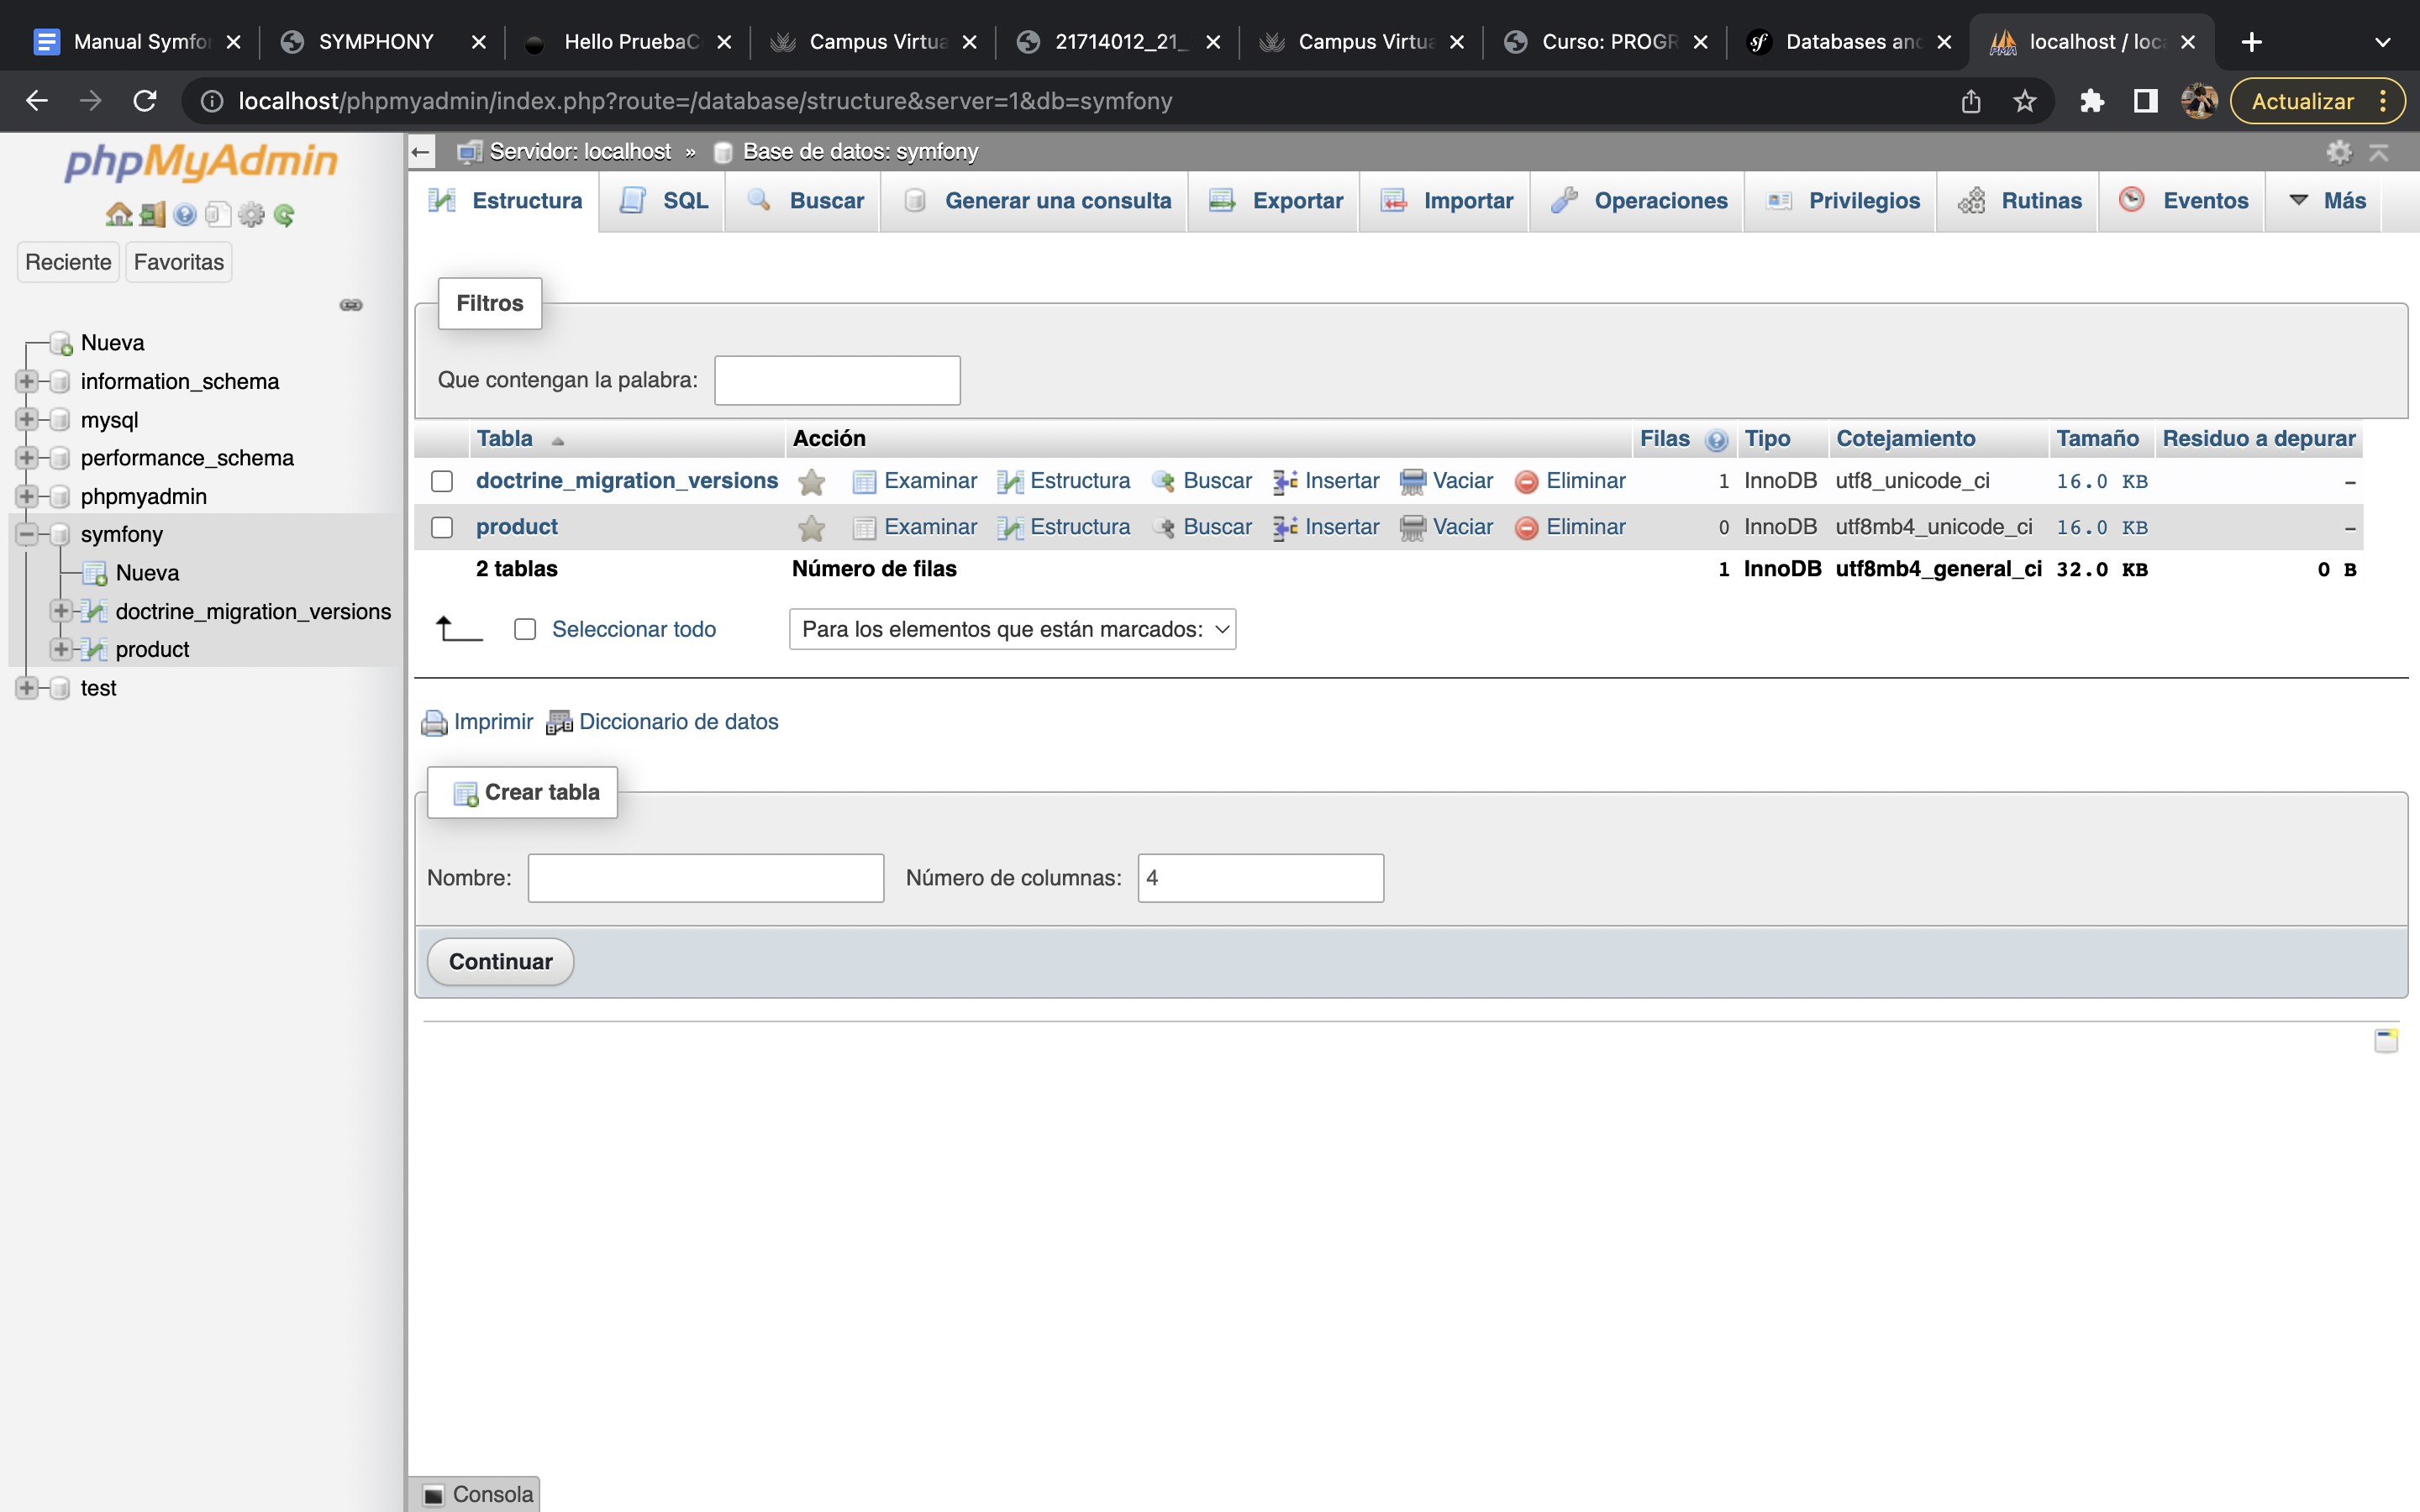 Manual Symfo
SYMPHONY
Hello PruebaC
Campus Virtua
21714012_21_
Campus Virtua
Curso: PROGR
Databases and
localhost / loca
localhost/phpmyadmin/index.php?route=/database/structure&server=1&db=symfony
Actualizar
phpMyAdmin
Reciente
Favoritas
Nueva
information_schema
mysql
performance_schema
phpmyadmin
symfony
Nueva
doctrine_migration_versions
product
test
Servidor: localhost » Base de datos: symfony
Estructura
SQL
Buscar
Generar una consulta
Exportar
Importar
Operaciones
Privilegios
Rutinas
Eventos
Más
Filtros
Que contengan la palabra:
Tabla Acción Filas Tipo Cotejamiento Tamaño Residuo a depurar
doctrine_migration_versions Examinar Estructura Buscar Insertar Vaciar Eliminar 1 InnoDB utf8_unicode_ci 16.0 KB –
product Examinar Estructura Buscar Insertar Vaciar Eliminar 0 InnoDB utf8mb4_unicode_ci 16.0 KB –
2 tablas Número de filas 1 InnoDB utf8mb4_general_ci 32.0 KB 0 B
Seleccionar todo
Para los elementos que están marcados:
Imprimir Diccionario de datos
Crear tabla
Nombre:
Número de columnas: 4
Continuar
Consola